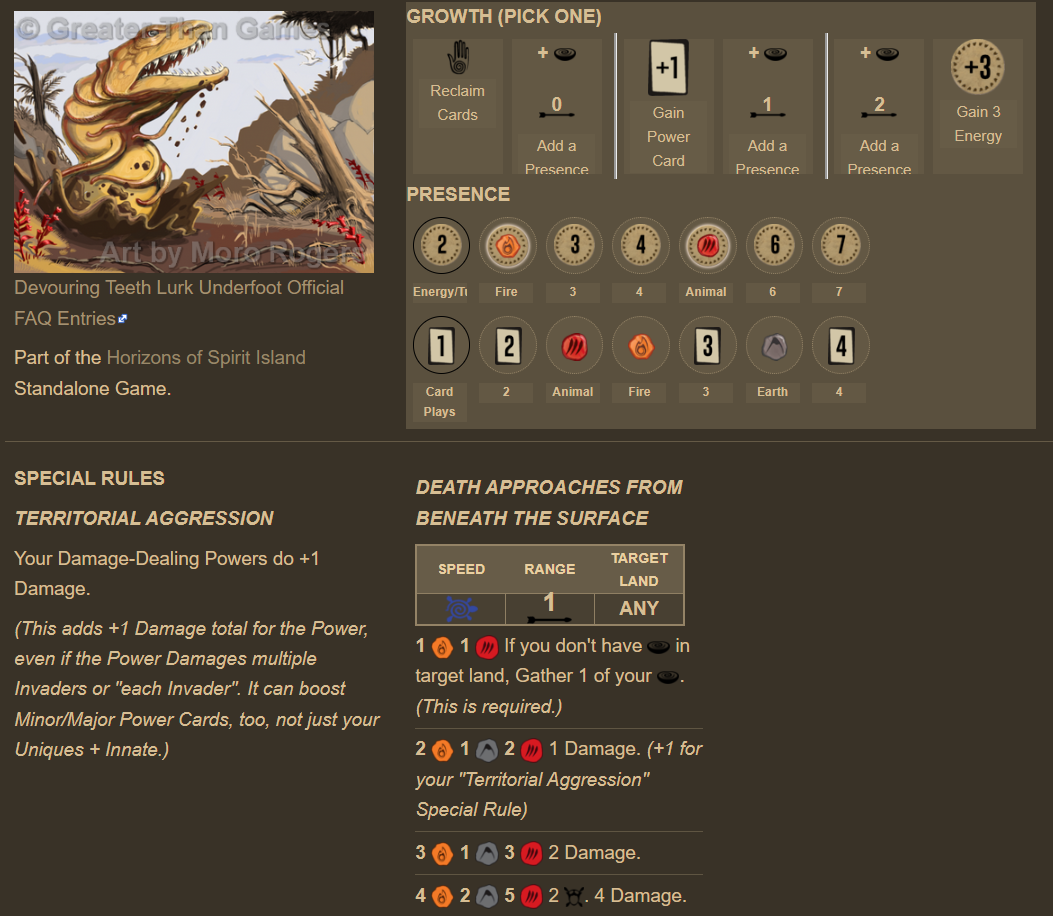 © Greater Than Games
Art by Moro Rogers
Devouring Teeth Lurk Underfoot Official
FAQ Entries
Part of the Horizons of Spirit Island
Standalone Game.
GROWTH (PICK ONE)
Reclaim
Cards
+
0
Add a
Presence
+1
Gain
Power
Card
+
1
Add a
Presence
+
2
Add a
Presence
+3
Gain 3
Energy
PRESENCE
2 3 4 6 7
Energy/Tu Fire 3 4 Animal 6 7
1 2 3 4
Card
Plays
2 Animal Fire 3 Earth 4
SPECIAL RULES
TERRITORIAL AGGRESSION
Your Damage-Dealing Powers do +1
Damage.
(This adds +1 Damage total for the Power,
even if the Power Damages multiple
Invaders or "each Invader". It can boost
Minor/Major Power Cards, too, not just your
Uniques + Innate.)
DEATH APPROACHES FROM
BENEATH THE SURFACE
SPEED RANGE TARGET
LAND
1 ANY
1 1 If you don't have in
target land, Gather 1 of your .
(This is required.)
2 1 2 1 Damage. (+1 for
your "Territorial Aggression"
Special Rule)
3 1 3 2 Damage.
4 2 5 2 . 4 Damage.